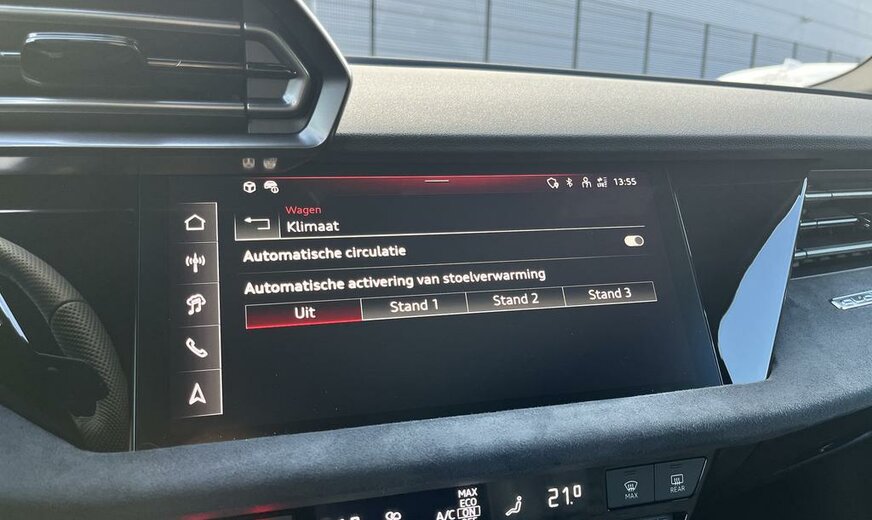 13:55
Wagen
Klimaat
Automatische circulatie
Automatische activering van stoelverwarming
Uit Stand 1 Stand 2 Stand 3
MAX
ECO
A/C ON
OFF
21.0
MAX
REAR